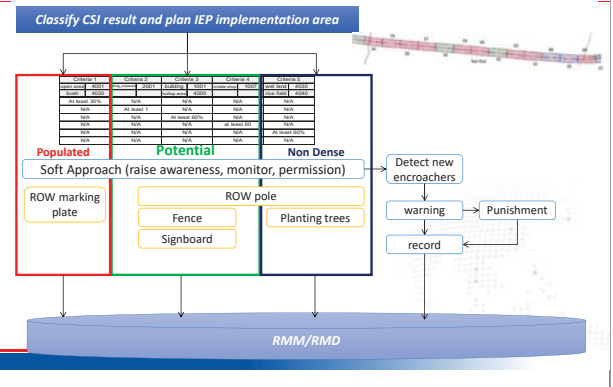 Classify CSI result and plan IEP implementation area
Criteria 1 Criteria 2 Criteria 3 Criteria 4 Criteria 5
open area 4001 2001 building 1001 1007 wet land 4030
bush 4050 4000 rice field 4040
At least 30% N/A N/A N/A N/A
N/A At least 1 N/A N/A N/A
N/A N/A At least 60% N/A N/A
N/A N/A N/A at least 60 N/A
N/A N/A N/A N/A At least 60%
N/A N/A N/A N/A N/A
Populated Potential Non Dense
Soft Approach (raise awareness, monitor, permission)
Detect new
encroachers
ROW marking
plate
ROW pole
Fence
Planting trees
Signboard
warning
Punishment
record
RMM/RMD